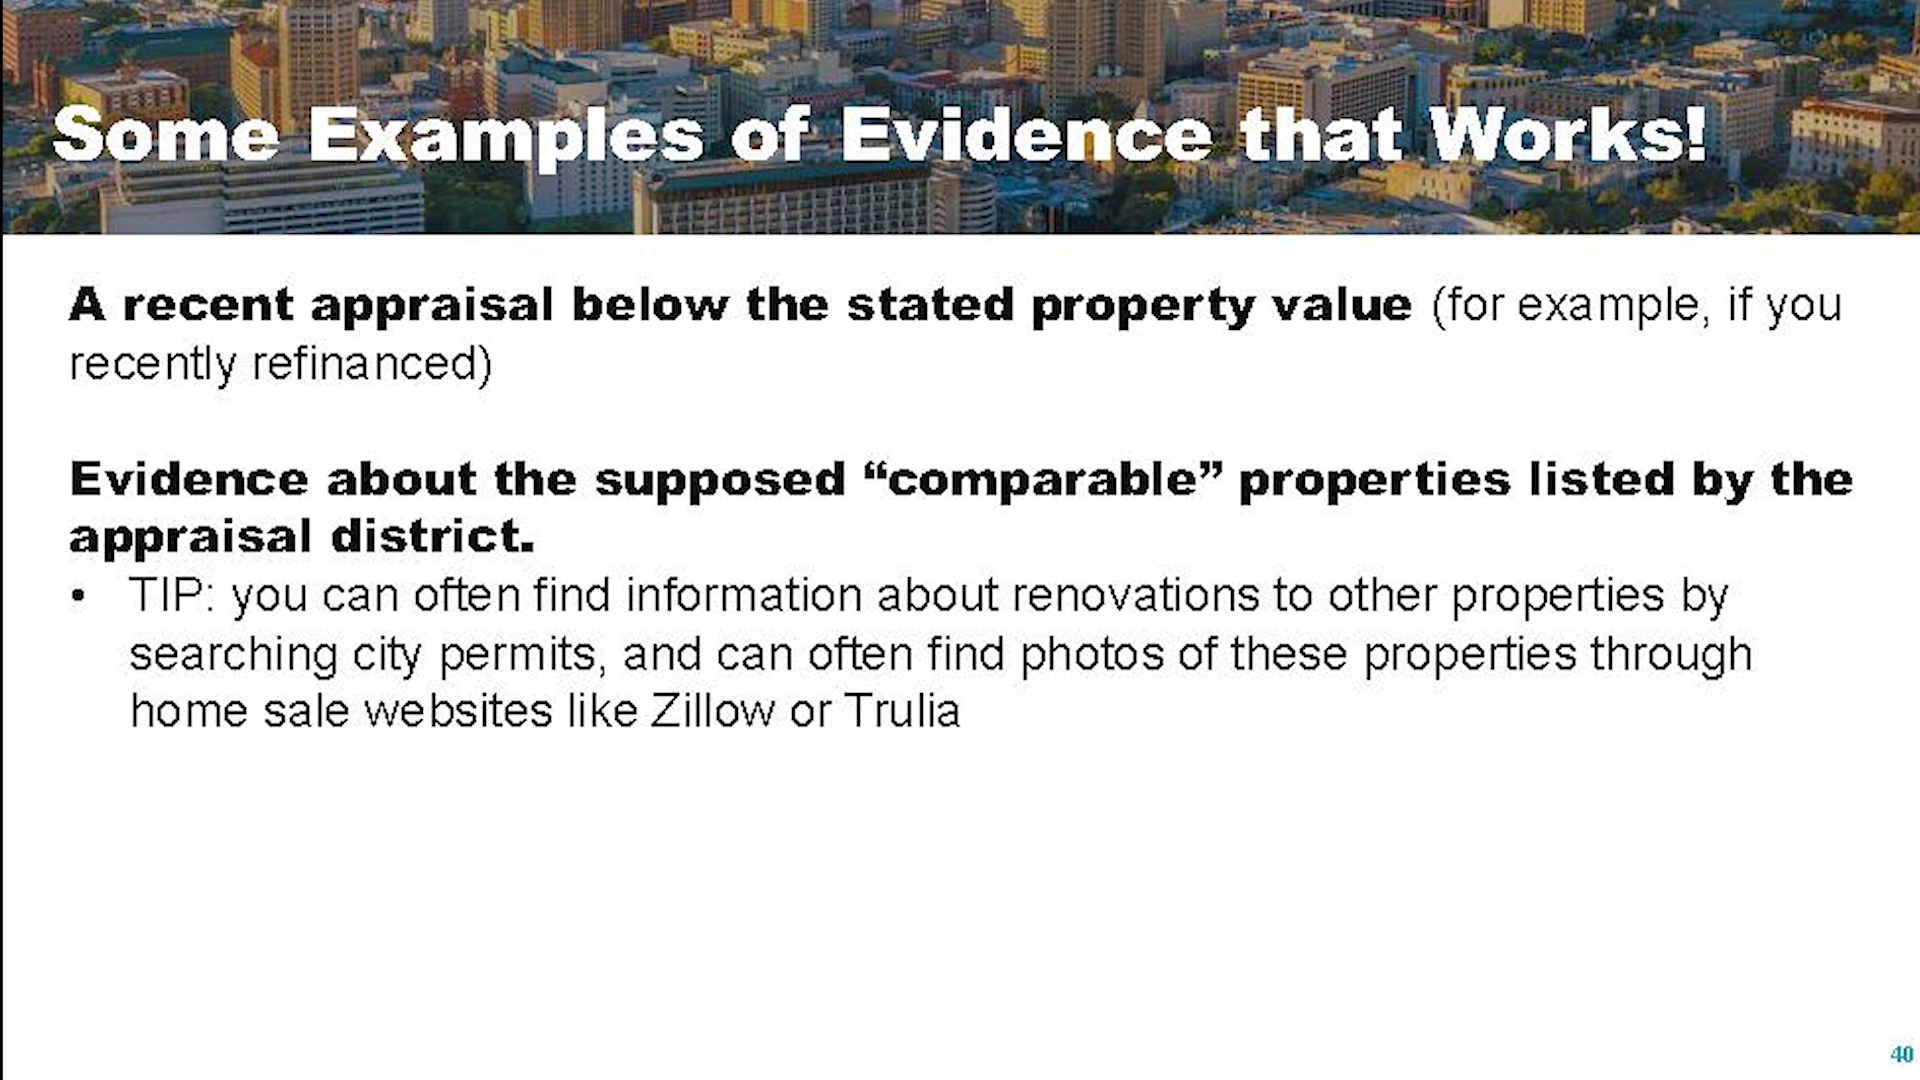 Some Examples of Evidence that Works!
A recent appraisal below the stated property value (for example, if you
recently refinanced)
Evidence about the supposed “comparable” properties listed by the
appraisal district.
• TIP: you can often find information about renovations to other properties by
searching city permits, and can often find photos of these properties through
home sale websites like Zillow or Trulia
40